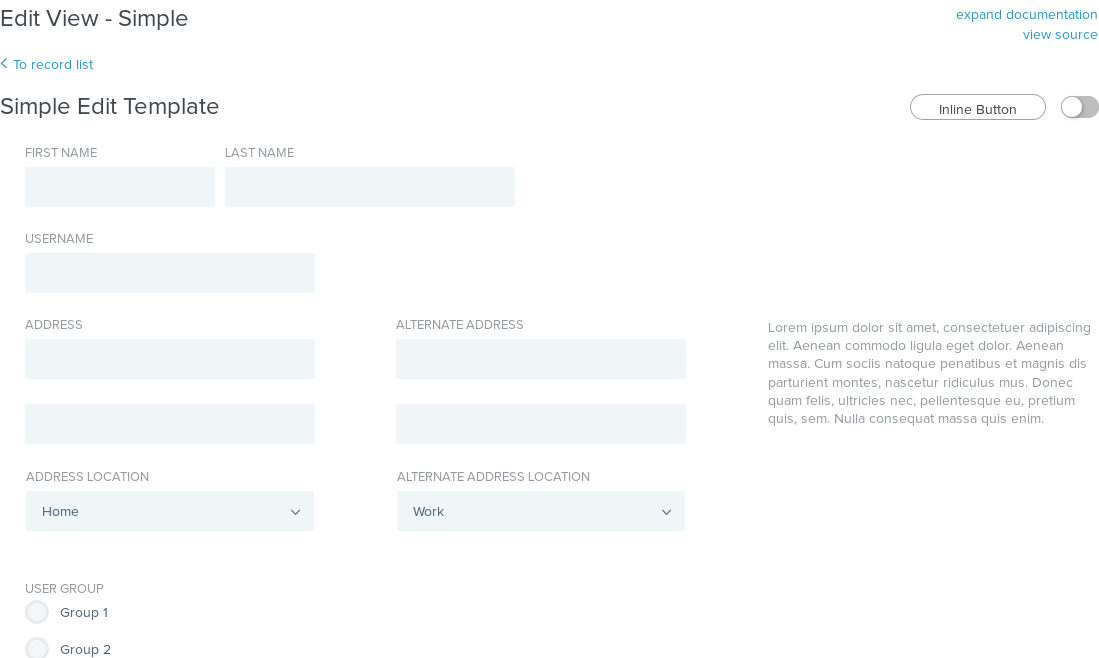 Edit View - Simple
expand documentation
view source
To record list
Simple Edit Template
Inline Button
FIRST NAME
LAST NAME
USERNAME
ADDRESS
ALTERNATE ADDRESS
Lorem ipsum dolor sit amet, consectetuer adipiscing
elit. Aenean commodo ligula eget dolor. Aenean
massa. Cum sociis natoque penatibus et magnis dis
parturient montes, nascetur ridiculus mus. Donec
quam felis, ultricies nec, pellentesque eu, pretium
quis, sem. Nulla consequat massa quis enim.
ADDRESS LOCATION
ALTERNATE ADDRESS LOCATION
Home
Work
USER GROUP
Group 1
Group 2